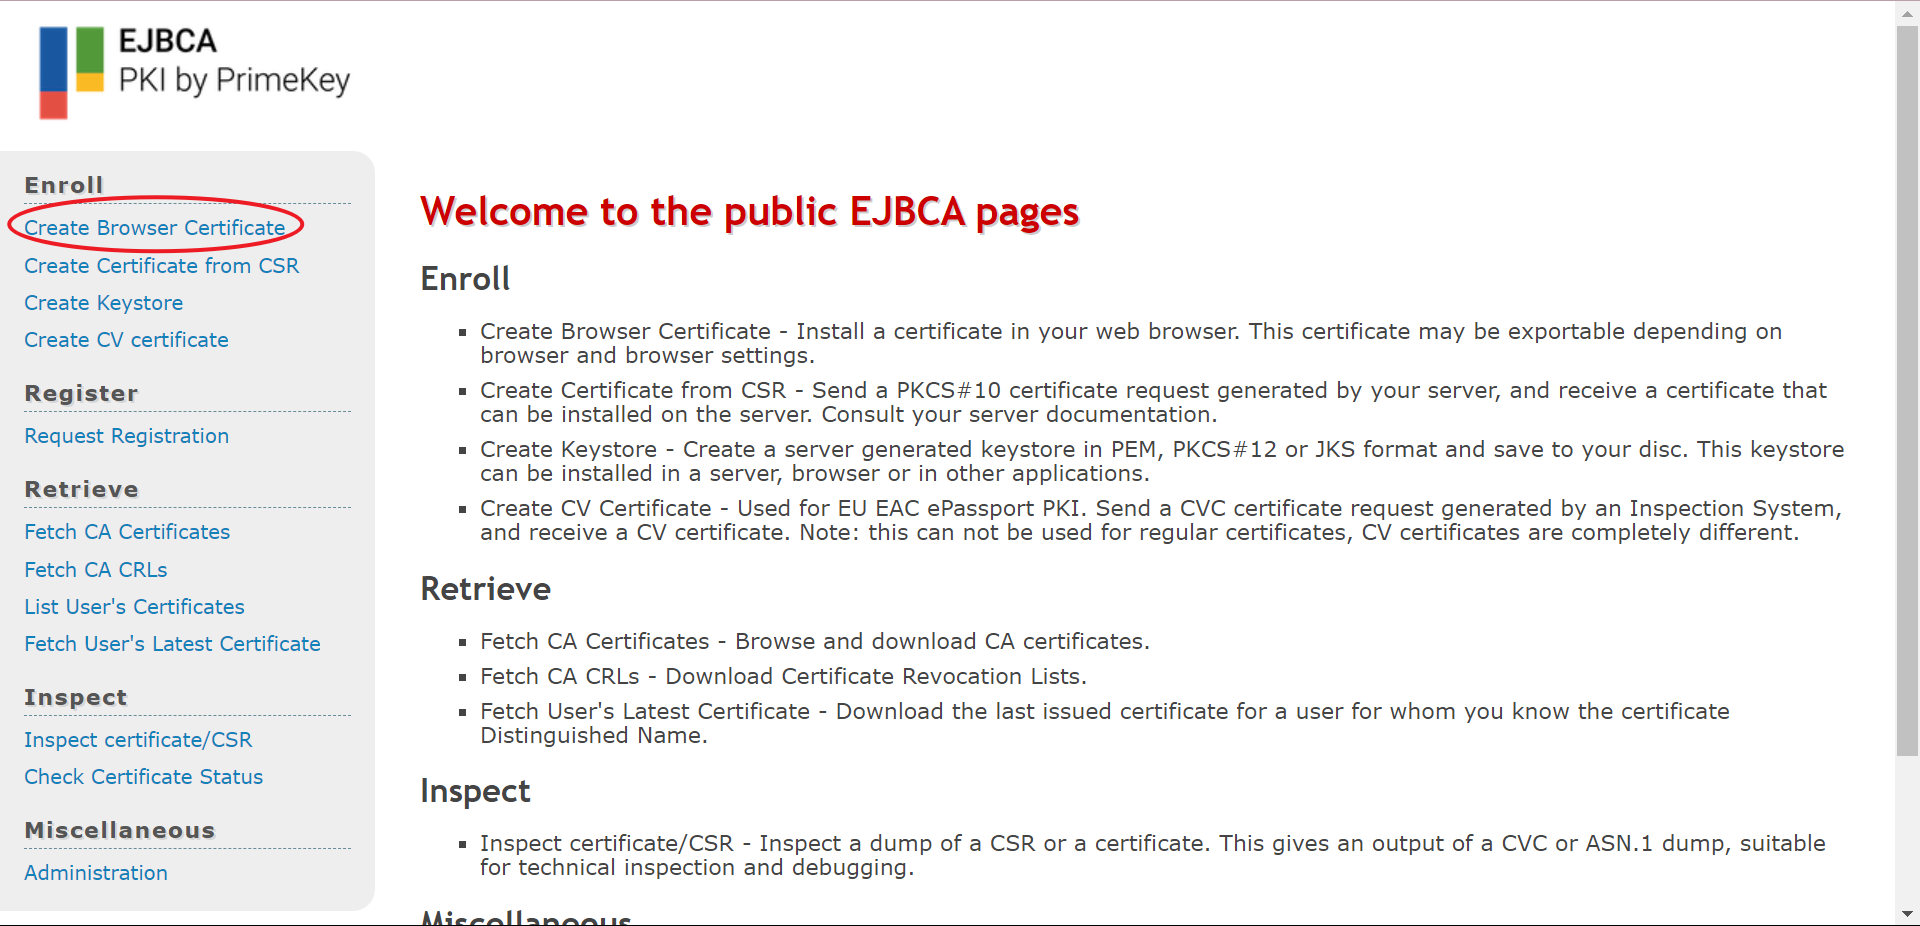 EJBCA
PKI by PrimeKey
Enroll
Create Browser Certificate
Create Certificate from CSR
Create Keystore
Create CV certificate
Register
Request Registration
Retrieve
Fetch CA Certificates
Fetch CA CRLs
List User's Certificates
Fetch User's Latest Certificate
Inspect
Inspect certificate/CSR
Check Certificate Status
Miscellaneous
Administration
Welcome to the public EJBCA pages
Enroll
Create Browser Certificate - Install a certificate in your web browser. This certificate may be exportable depending on
browser and browser settings.
Create Certificate from CSR - Send a PKCS#10 certificate request generated by your server, and receive a certificate that
can be installed on the server. Consult your server documentation.
Create Keystore - Create a server generated keystore in PEM, PKCS#12 or JKS format and save to your disc. This keystore
can be installed in a server, browser or in other applications.
Create CV Certificate - Used for EU EAC ePassport PKI. Send a CVC certificate request generated by an Inspection System,
and receive a CV certificate. Note: this can not be used for regular certificates, CV certificates are completely different.
Retrieve
Fetch CA Certificates - Browse and download CA certificates.
Fetch CA CRLs - Download Certificate Revocation Lists.
Fetch User's Latest Certificate - Download the last issued certificate for a user for whom you know the certificate
Distinguished Name.
Inspect
Inspect certificate/CSR - Inspect a dump of a CSR or a certificate. This gives an output of a CVC or ASN.1 dump, suitable
for technical inspection and debugging.
Miscellaneous